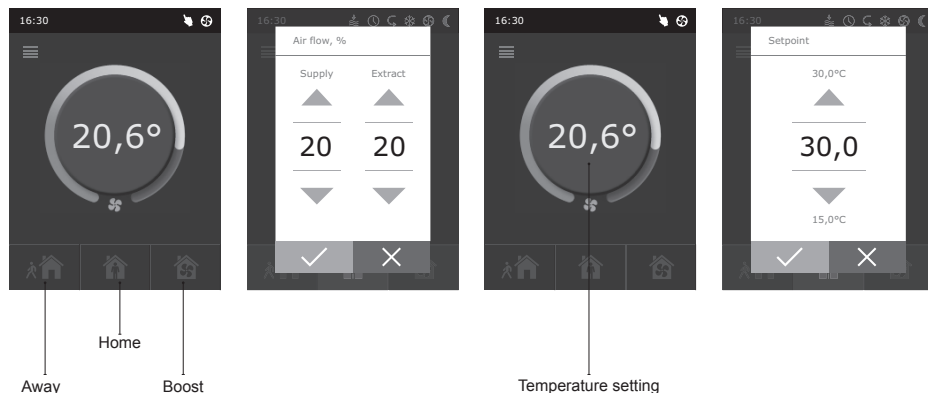 16:30
20,6°
Home
Away
Boost
16:30
Air flow, %
Supply Extract
20 20
16:30
20,6°
Temperature setting
16:30
Setpoint
30,0°C
30,0
15,0°C